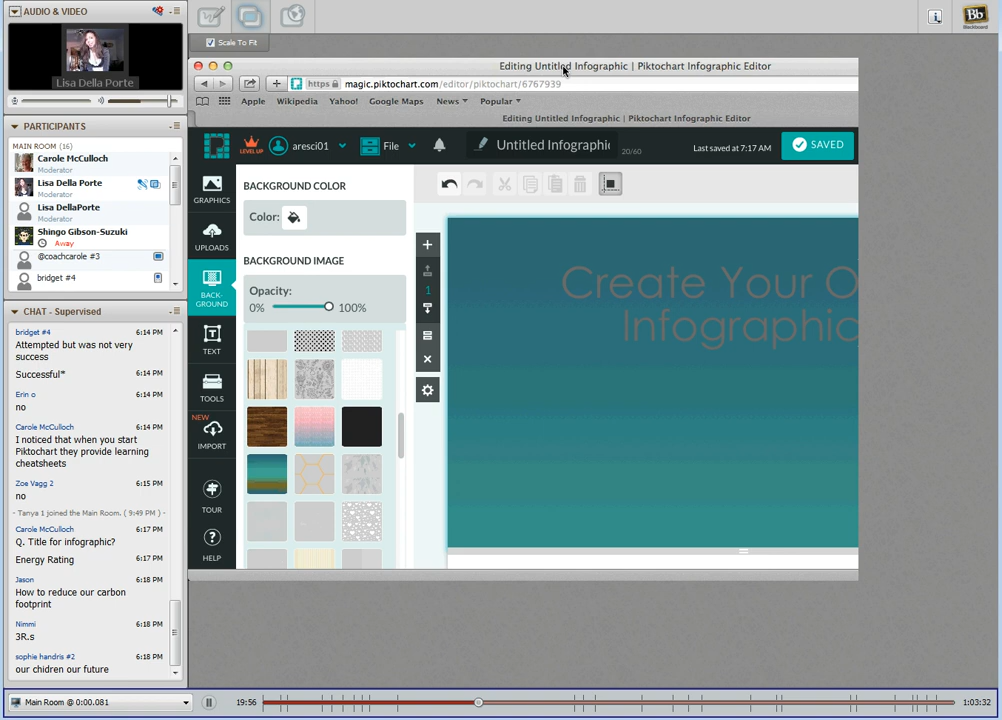 AUDIO & VIDEO
Lisa Della Porte
PARTICIPANTS
MAIN ROOM (16)
Carole McCulloch
Moderator
Lisa Della Porte
Moderator
Lisa DellaPorte
Moderator
Shingo Gibson-Suzuki
Away
@coachcarole #3
bridget #4
CHAT - Supervised
bridget #4 6:14 PM
Attempted but was not very
success
Successful* 6:14 PM
Erin o 6:14 PM
no
Carole McCulloch 6:14 PM
I noticed that when you start
Piktochart they provide learning
cheatsheets
Zoe Vagg 2 6:15 PM
no
- Tanya 1 joined the Main Room. ( 9:49 PM ) -
Carole McCulloch 6:17 PM
Q. Title for infographic?
Energy Rating 6:17 PM
Jason 6:18 PM
How to reduce our carbon
footprint
Nimmi 6:18 PM
3R.s
sophie handris #2 6:18 PM
our chidren our future
Main Room @ 0:00.081
19:56
1:03:32
Scale To Fit
i
Bb
Blackboard
Editing Untitled Infographic | Piktochart Infographic Editor
https magic.piktochart.com/editor/piktochart/6767939
Apple Wikipedia Yahoo! Google Maps News Popular
Editing Untitled Infographic | Piktochart Infographic Editor
LEVEL UP
aresci01
File
Untitled Infographic
20/60
Last saved at 7:17 AM
SAVED
GRAPHICS
UPLOADS
BACK-
GROUND
TEXT
TOOLS
NEW
IMPORT
TOUR
HELP
BACKGROUND COLOR
Color:
BACKGROUND IMAGE
Opacity:
0% 100%
1
Create Your O
Infographic